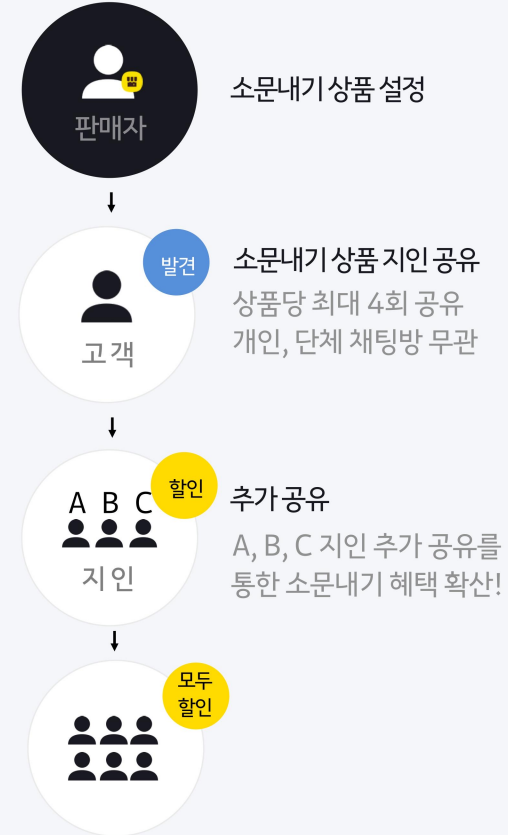 판매자
소문내기 상품 설정
발견
고객
소문내기 상품 지인 공유
상품당 최대 4회 공유
개인, 단체 채팅방 무관
A B C
할인
지인
추가 공유
A, B, C 지인 추가 공유를
통한 소문내기 혜택 확산!
모두
할인